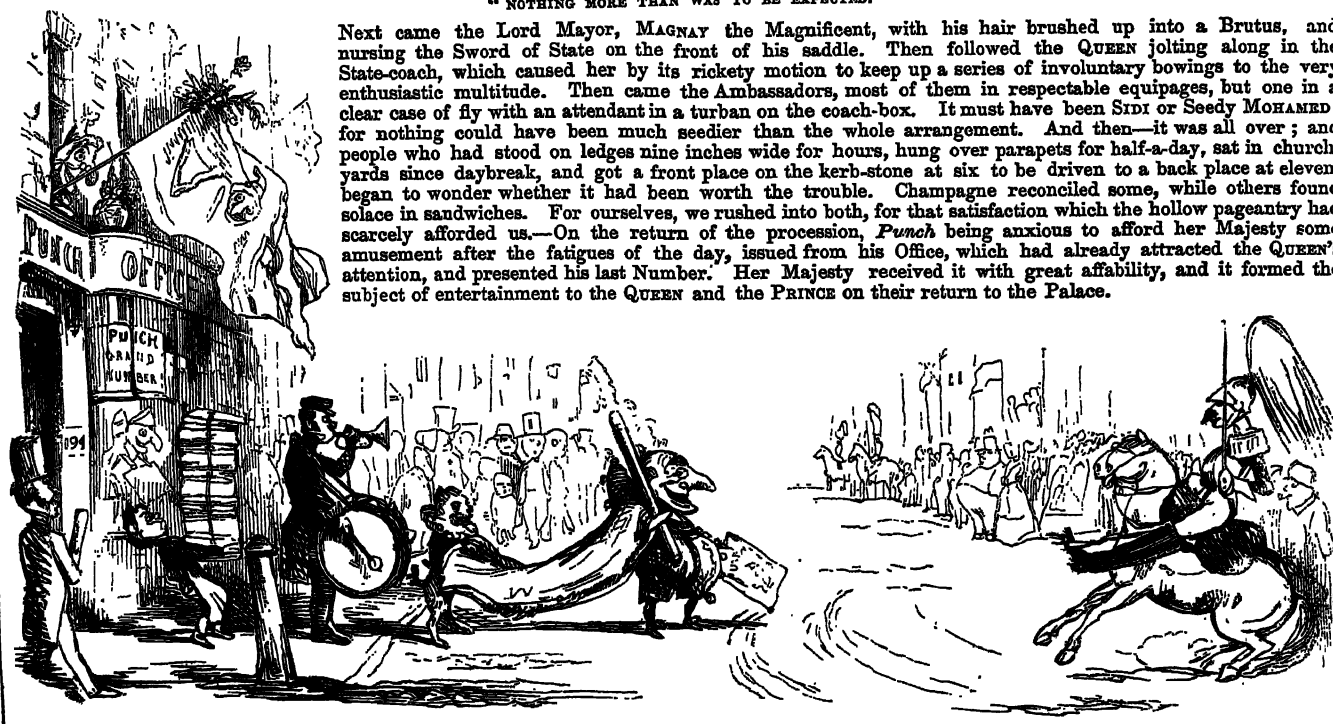 "NOTHING MORE THAN WAS TO BE EXPECTED."
Next came the Lord Mayor, MAGNAY the Magnificent, with his hair brushed up into a Brutus, and
nursing the Sword of State on the front of his saddle. Then followed the QUEEN jolting along in the
State-coach, which caused her by its rickety motion to keep up a series of involuntary bowings to the very
enthusiastic multitude. Then came the Ambassadors, most of them in respectable equipages, but one in a
clear case of fly with an attendant in a turban on the coach-box. It must have been SIDI or Seedy MOHAMED,
for nothing could have been much seedier than the whole arrangement. And then—it was all over ; and
people who had stood on ledges nine inches wide for hours, hung over parapets for half-a-day, sat in church
yards since daybreak, and got a front place on the kerb-stone at six to be driven to a back place at eleven
began to wonder whether it had been worth the trouble. Champagne reconciled some, while others found
solace in sandwiches. For ourselves, we rushed into both, for that satisfaction which the hollow pageantry had
scarcely afforded us.—On the return of the procession, Punch being anxious to afford her Majesty some
amusement after the fatigues of the day, issued from his Office, which had already attracted the QUEEN'S
attention, and presented his last Number. Her Majesty received it with great affability, and it formed the
subject of entertainment to the QUEEN and the PRINCE on their return to the Palace.
PUNCH OFFIC
PUNCH
GRAND
NUMBER
194